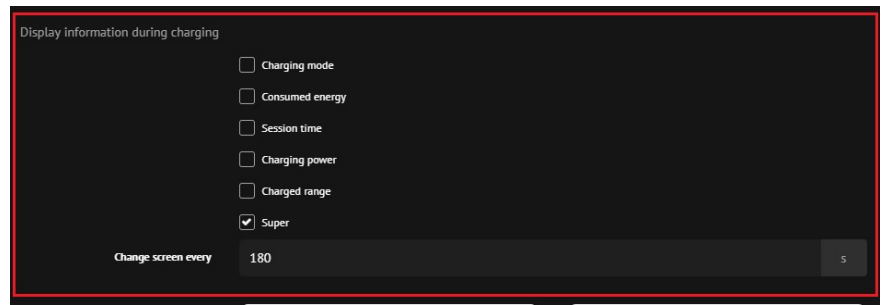 Display information during charging
Charging mode
Consumed energy
Session time
Charging power
Charged range
Super
Change screen every 180 s